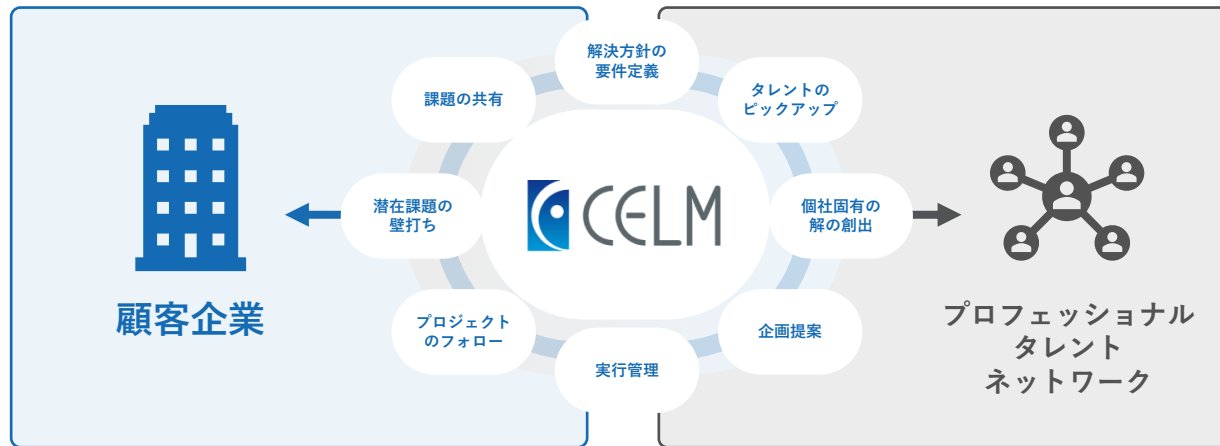 解決方針の
要件定義
課題の共有
タレントの
ピックアップ
潜在課題の
壁打ち
CELM
個社固有の
解の創出
顧客企業
プロフェッショナル
タレント
ネットワーク
プロジェクト
のフォロー
企画提案
実行管理